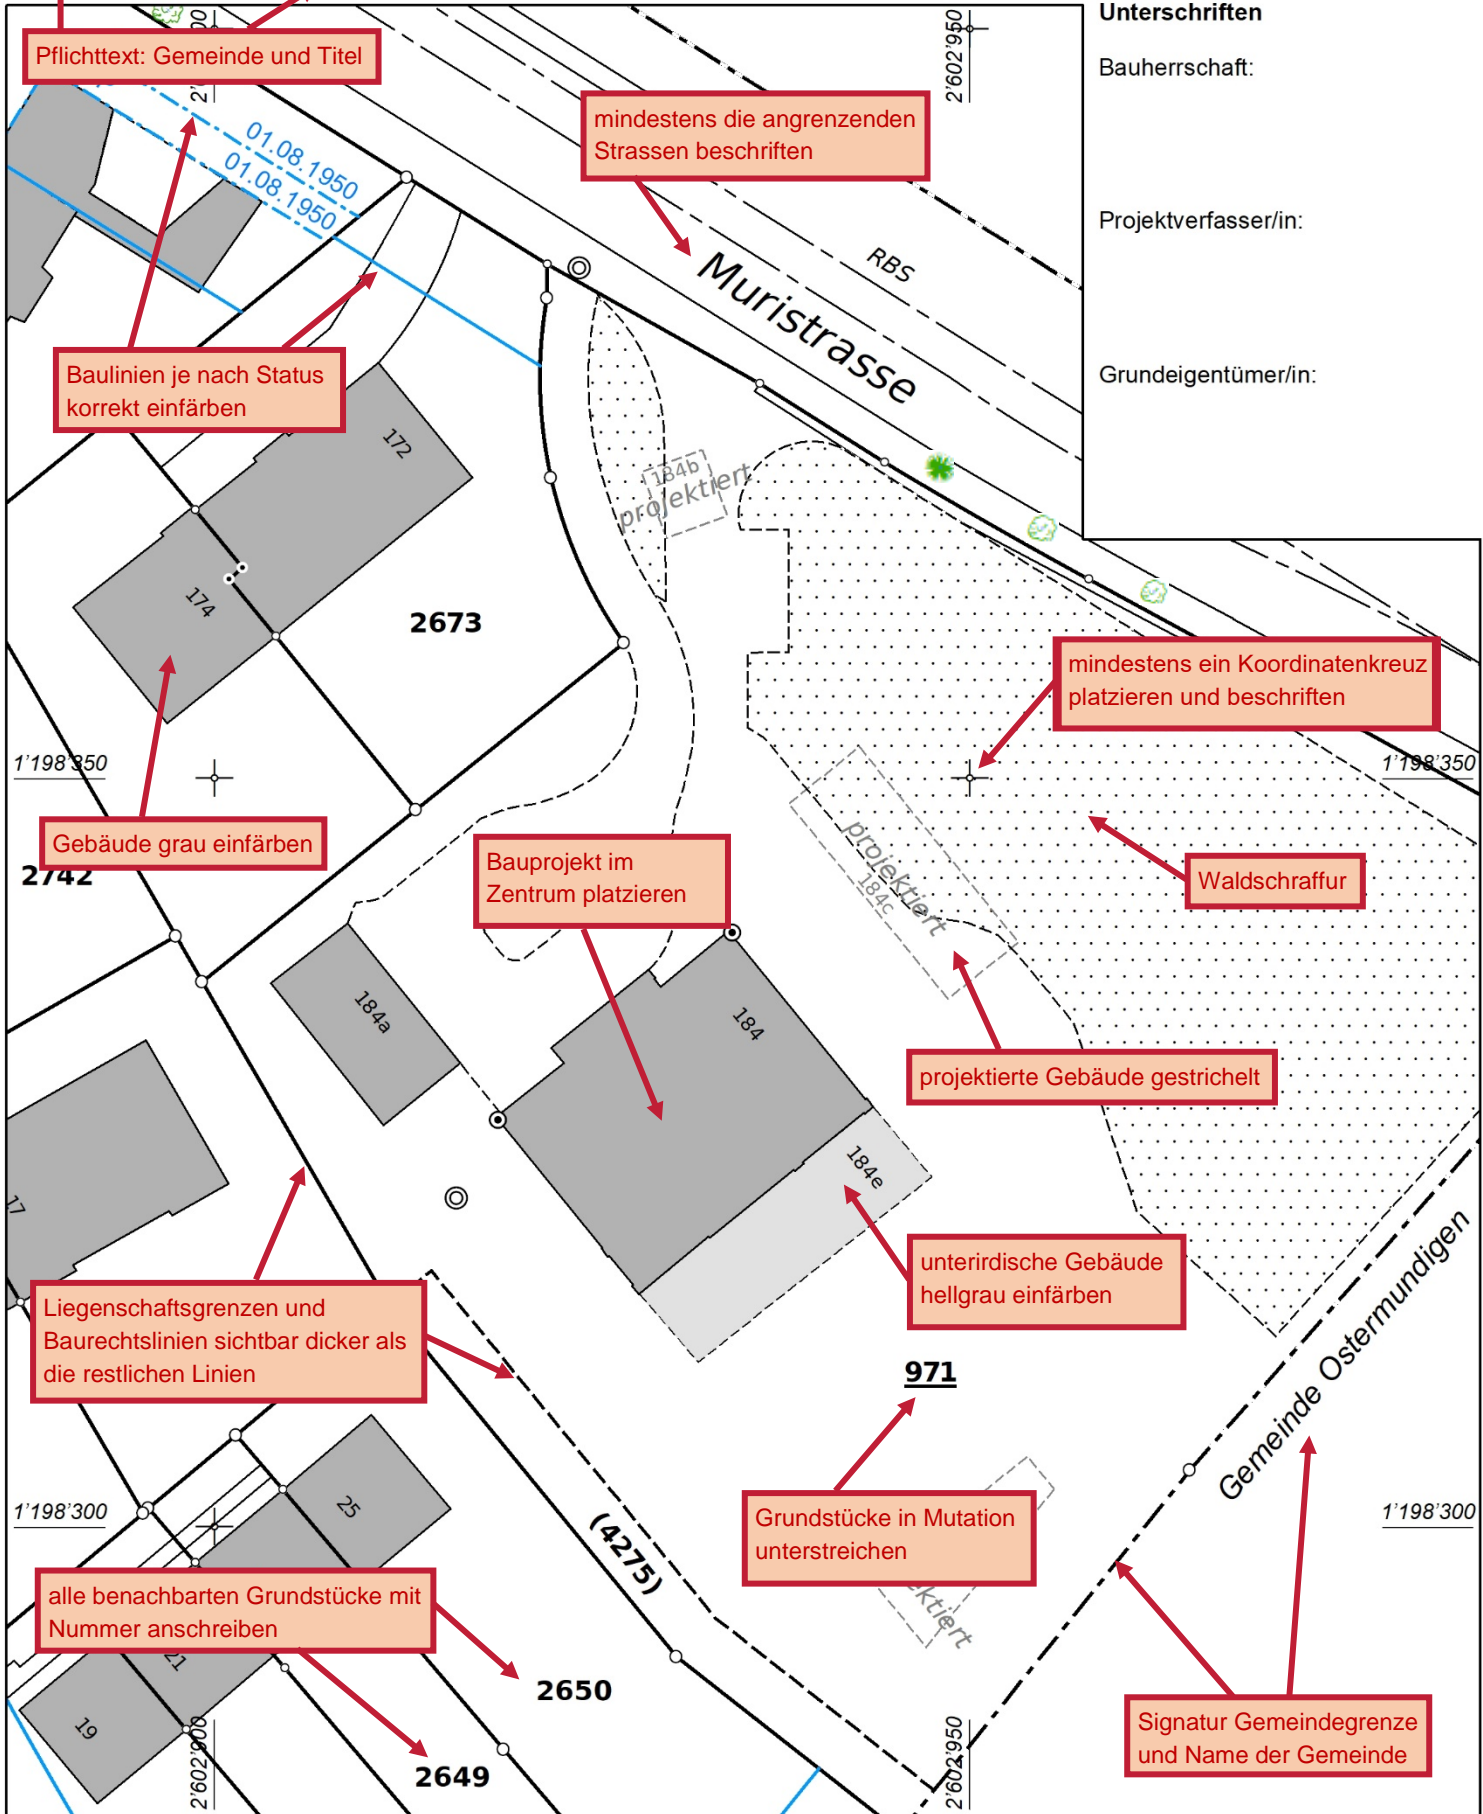 Unterschriften
Bauherrschaft:
Projektverfasser/in:
Grundeigentümer/in:
Pflichttext: Gemeinde und Titel
2'602'950
mindestens die angrenzenden
Strassen beschriften
01.08.1950
01.08.1950
RBS
Muristrasse
Baulinien je nach Status
korrekt einfärben
172
184b
projektiert
174
2673
mindestens ein Koordinatenkreuz
platzieren und beschriften
1'198'350
1'198'350
Gebäude grau einfärben
2742
Bauprojekt im
Zentrum platzieren
projektiert
184c
Waldschraffur
184a
184
projektierte Gebäude gestrichelt
184e
17
unterirdische Gebäude
hellgrau einfärben
Liegenschaftsgrenzen und
Baurechtslinien sichtbar dicker als
die restlichen Linien
971
Gemeinde Ostermundigen
1'198'300
25
(4275)
Grundstücke in Mutation
unterstreichen
1'198'300
alle benachbarten Grundstücke mit
Nummer anschreiben
21
ektiert
2650
19
2'602'900
2649
2'602'950
Signatur Gemeindegrenze
und Name der Gemeinde